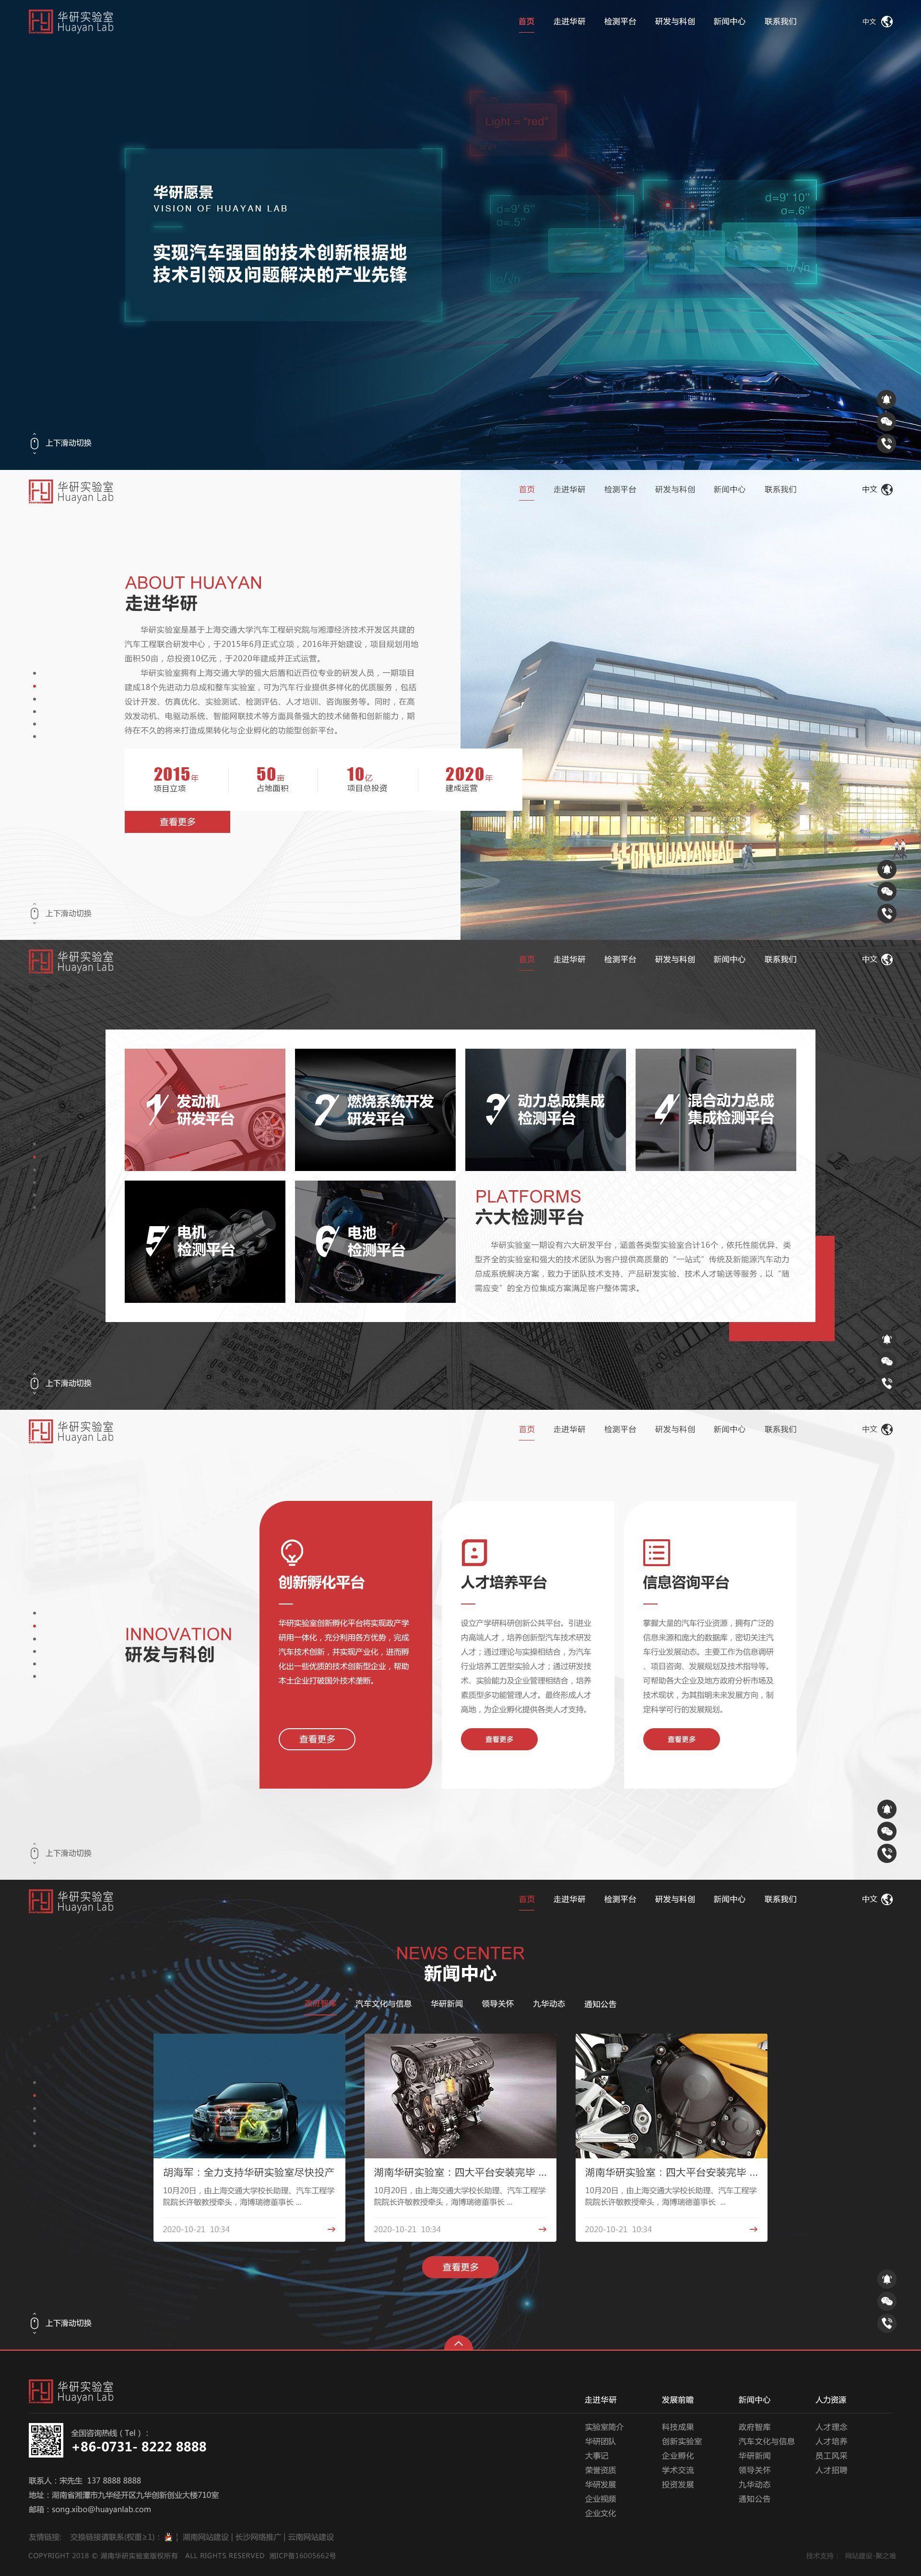 华研实验室
Huayan Lab
首页 走进华研 检测平台 研发与科创 新闻中心 联系我们 中文
Light = "red"
华研愿景
VISION OF HUAYAN LAB
实现汽车强国的技术创新根据地
技术引领及问题解决的产业先锋
d=9' 6"
σ=.5"
σ/√n
d=9' 10"
σ=.6"
σ/√n
上下滑动切换
华研实验室
Huayan Lab
首页 走进华研 检测平台 研发与科创 新闻中心 联系我们 中文
ABOUT HUAYAN
走进华研
华研实验室是基于上海交通大学汽车工程研究院与湘潭经济技术开发区共建的
汽车工程联合研发中心，于2015年6月正式立项，2016年开始建设，项目规划用地
面积50亩，总投资10亿元，于2020年建成并正式运营。
华研实验室拥有上海交通大学的强大后盾和近百位专业的研发人员，一期项目
建成18个先进动力总成和整车实验室，可为汽车行业提供多样化的优质服务，包括
设计开发、仿真优化、实验测试、检测评估、人才培训、咨询服务等。同时，在高
效发动机、电驱动系统、智能网联技术等方面具备强大的技术储备和创新能力，期
待在不久的将来打造成果转化与企业孵化的功能型创新平台。
2015年 50亩 10亿 2020年
项目立项 占地面积 项目总投资 建成运营
查看更多
华研HUAYANLAB
上下滑动切换
华研实验室
Huayan Lab
首页 走进华研 检测平台 研发与科创 新闻中心 联系我们 中文
1 发动机
研发平台
2 燃烧系统开发
研发平台
3 动力总成集成
检测平台
4 混合动力总成
集成检测平台
5 电机
检测平台
6 电池
检测平台
PLATFORMS
六大检测平台
华研实验室一期设有六大研发平台，涵盖各类型实验室合计16个，依托性能优异、类
型齐全的实验室和强大的技术团队为客户提供高质量的“一站式”传统及新能源汽车动力
总成系统解决方案，致力于团队技术支持、产品研发实验、技术人才输送等服务，以“随
需应变”的全方位集成方案满足客户整体需求。
上下滑动切换
华研实验室
Huayan Lab
首页 走进华研 检测平台 研发与科创 新闻中心 联系我们 中文
INNOVATION
研发与科创
创新孵化平台
华研实验室创新孵化平台将实现政产学
研用一体化，充分利用各方优势，完成
汽车技术创新，并实现产业化，进而孵
化出一些优质的技术创新型企业，帮助
本土企业打破国外技术垄断。
查看更多
人才培养平台
设立产学研科研创新公共平台。引进业
内高端人才，培养创新型汽车技术研发
人才；通过理论与实操相结合，为汽车
行业培养工匠型实验人才；通过研发技
术、实验能力及企业管理相结合，培养
素质型多功能管理人才。最终形成人才
高地，为企业孵化提供各类人才支持。
查看更多
信息咨询平台
掌握大量的汽车行业资源，拥有广泛的
信息来源和庞大的数据库，密切关注汽
车行业发展动态。主要工作为信息调研
、项目咨询、发展规划及技术指导等。
可帮助各大企业及地方政府分析市场及
技术现状，为其指明未来发展方向，制
定科学可行的发展规划。
查看更多
上下滑动切换
华研实验室
Huayan Lab
首页 走进华研 检测平台 研发与科创 新闻中心 联系我们 中文
NEWS CENTER
新闻中心
政府智库 汽车文化与信息 华研新闻 领导关怀 九华动态 通知公告
胡海军：全力支持华研实验室尽快投产
10月20日，由上海交通大学校长助理、汽车工程学
院院长许敏教授牵头，海博瑞德董事长 ...
2020-10-21 10:34
湖南华研实验室：四大平台安装完毕 ...
10月20日，由上海交通大学校长助理、汽车工程学
院院长许敏教授牵头，海博瑞德董事长 ...
2020-10-21 10:34
湖南华研实验室：四大平台安装完毕 ...
10月20日，由上海交通大学校长助理、汽车工程学
院院长许敏教授牵头，海博瑞德董事长 ...
2020-10-21 10:34
查看更多
上下滑动切换
华研实验室
Huayan Lab
全国咨询热线（Tel）：
+86-0731- 8222 8888
联系人：宋先生 137 8888 8888
地址：湖南省湘潭市九华经开区九华创新创业大楼710室
邮箱：song.xibo@huayanlab.com
走进华研
实验室简介
华研团队
大事记
荣誉资质
华研发展
企业视频
企业文化
发展前瞻
科技成果
创新实验室
企业孵化
学术交流
投资发展
新闻中心
政府智库
汽车文化与信息
华研新闻
领导关怀
九华动态
通知公告
人力资源
人才理念
人才培养
员工风采
人才招聘
友情链接: 交换链接请联系(权重≥1)： | 湖南网站建设 | 长沙网络推广 | 云南网站建设
COPYRIGHT 2018 © 湖南华研实验室版权所有 ALL RIGHTS RESERVED 湘ICP备16005662号
技术支持： 网站建设-聚之瑜